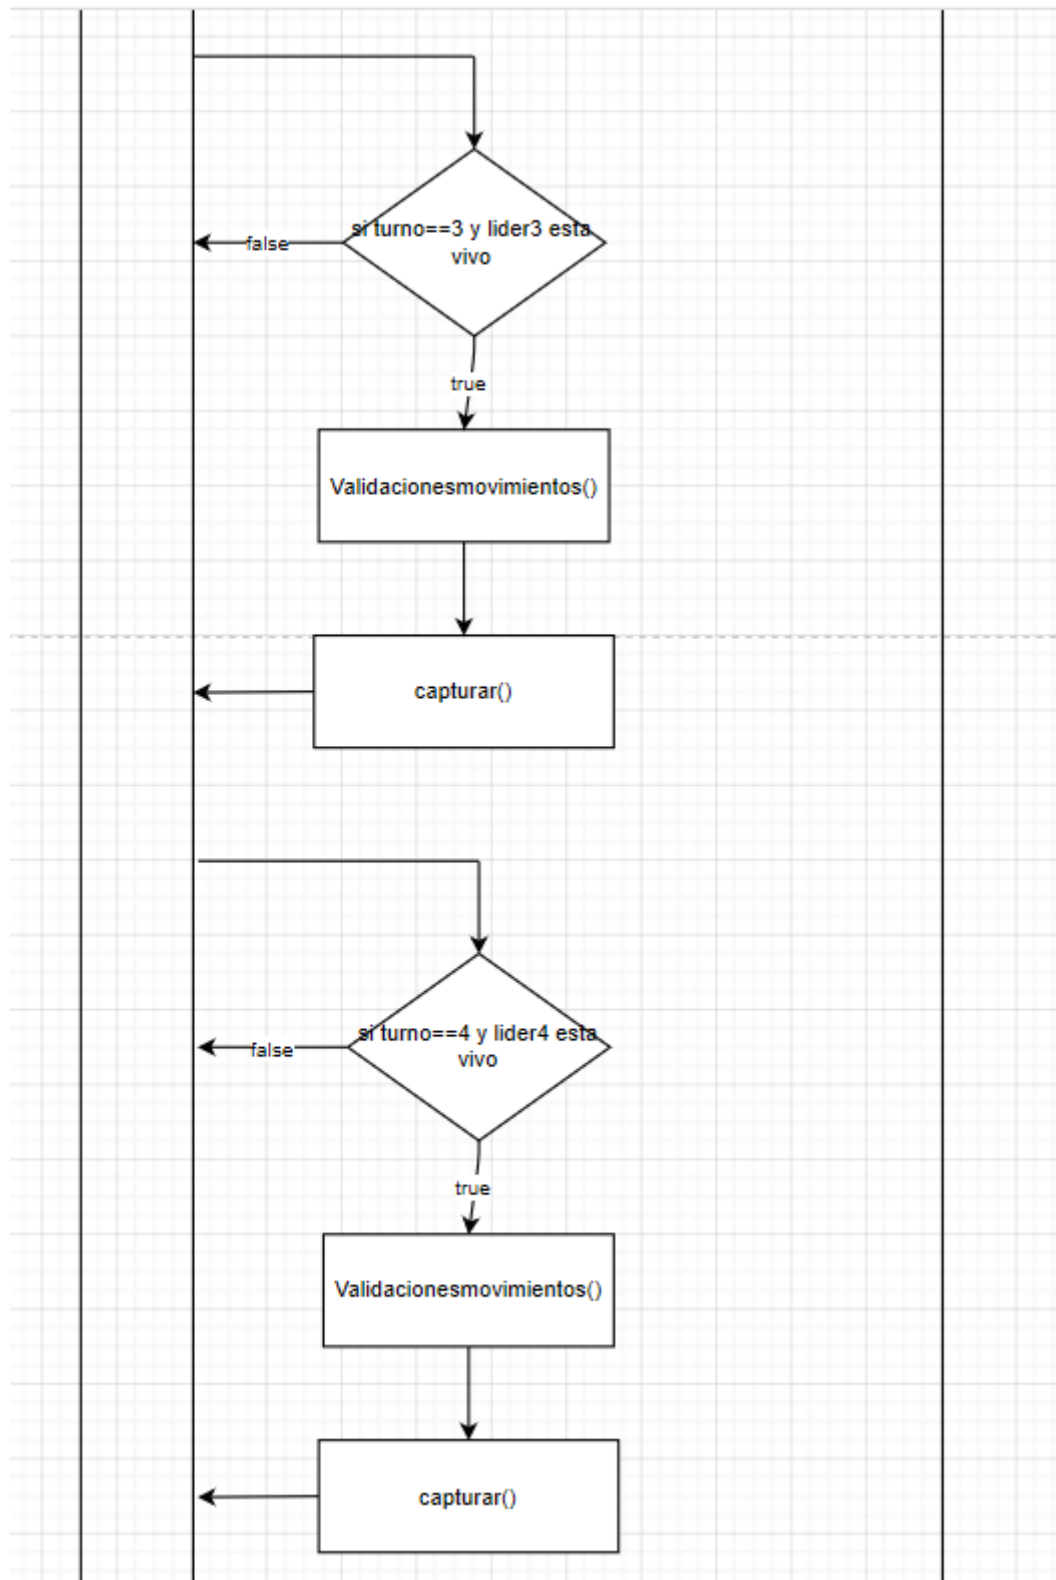 si turno==3 y lider3 esta
vivo
false
true
Validacionesmovimientos()
capturar()
si turno==4 y lider4 esta
vivo
false
true
Validacionesmovimientos()
capturar()